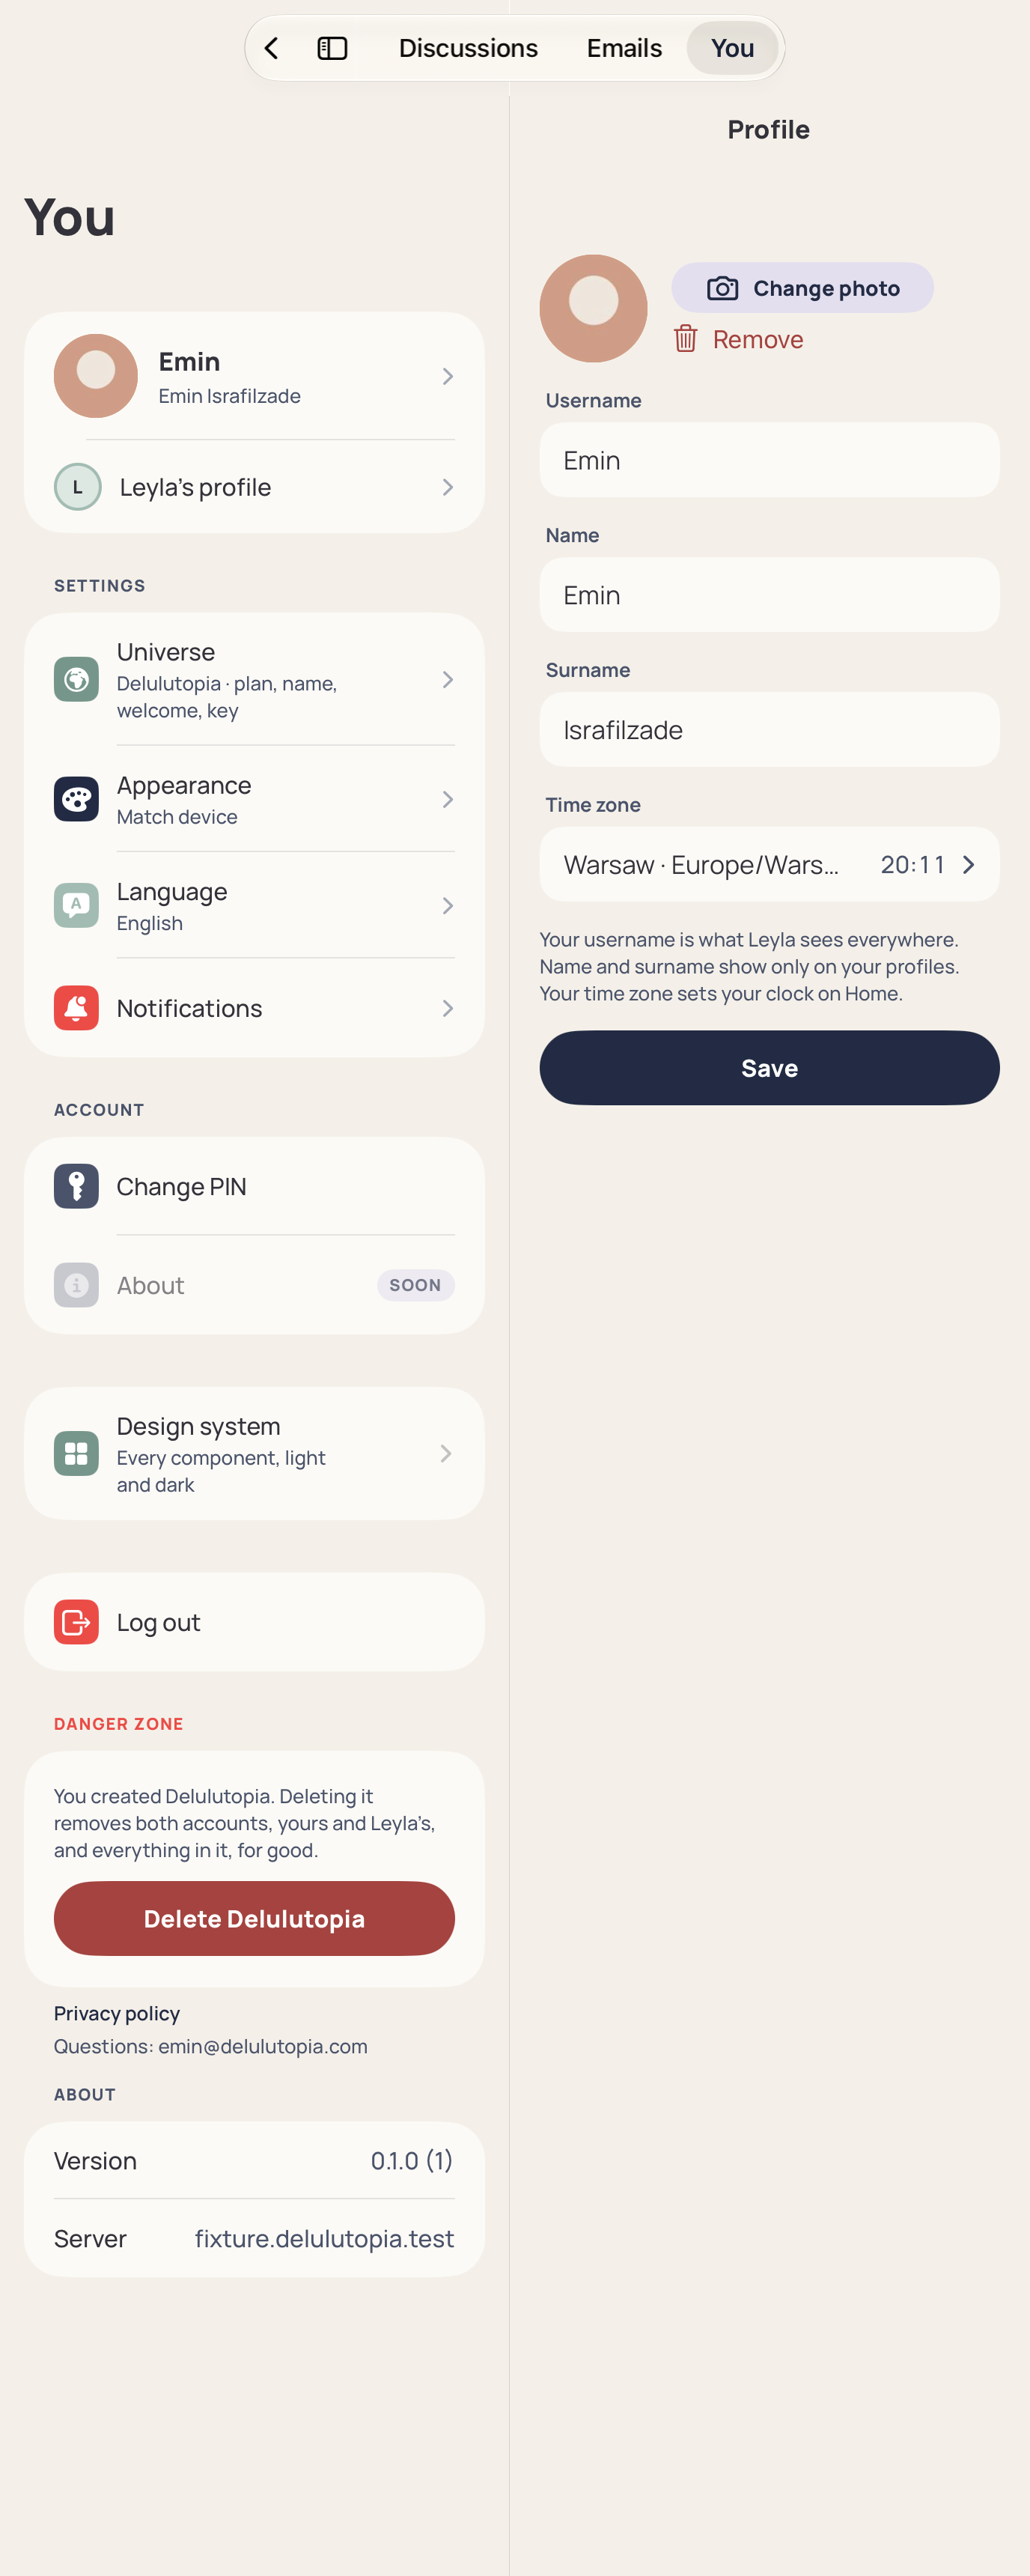 Discussions
Emails
You
You
Emin
Emin Israfilzade
L
Leyla's profile
SETTINGS
Universe
Delulutopia · plan, name,
welcome, key
Appearance
Match device
A
Language
English
Notifications
ACCOUNT
Change PIN
About
SOON
Design system
Every component, light
and dark
Log out
DANGER ZONE
You created Delulutopia. Deleting it
removes both accounts, yours and Leyla's,
and everything in it, for good.
Delete Delulutopia
Privacy policy
Questions: emin@delulutopia.com
ABOUT
Version 0.1.0 (1)
Server fixture.delulutopia.test
Profile
Change photo
Remove
Username
Emin
Name
Emin
Surname
Israfilzade
Time zone
Warsaw · Europe/Wars... 20:11
Your username is what Leyla sees everywhere.
Name and surname show only on your profiles.
Your time zone sets your clock on Home.
Save